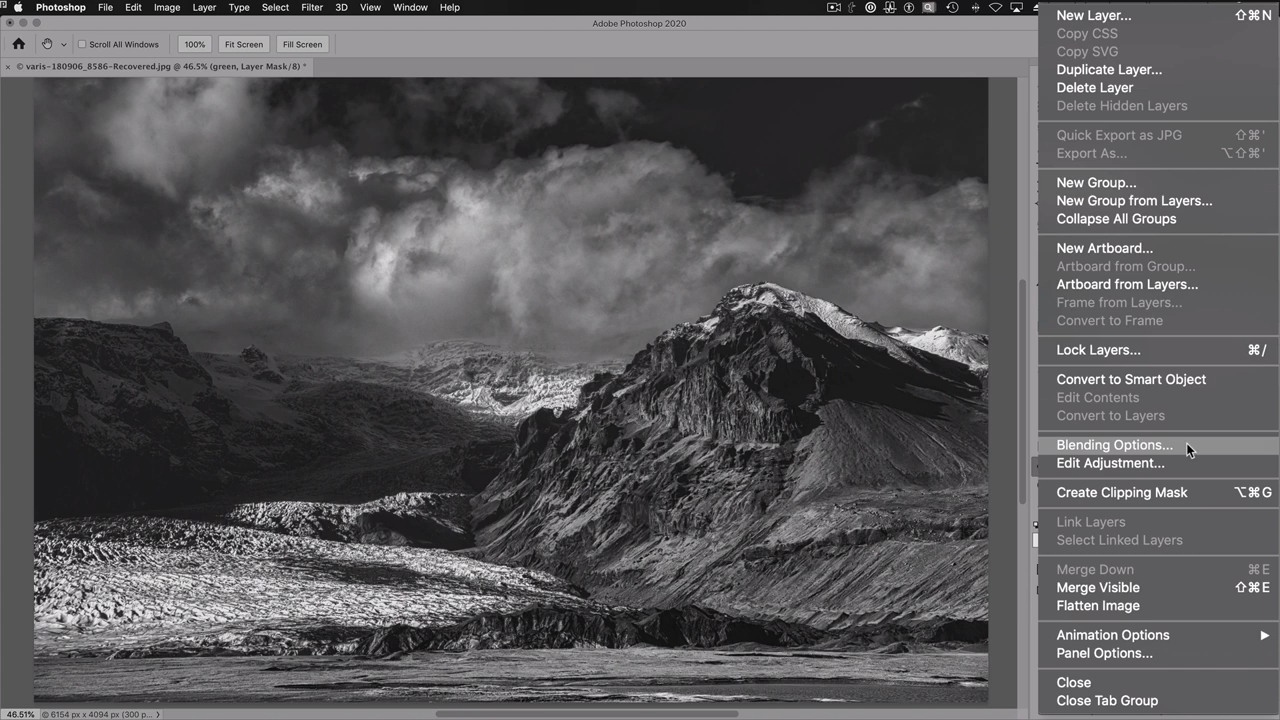 Photoshop File Edit Image Layer Type Select Filter 3D View Window Help
Adobe Photoshop 2020
Scroll All Windows 100% Fit Screen Fill Screen
× © varis-180906_8586-Recovered.jpg @ 46.5% (green, Layer Mask/8) *
New Layer... ⇧⌘N
Copy CSS
Copy SVG
Duplicate Layer...
Delete Layer
Delete Hidden Layers
Quick Export as JPG ⇧⌘'
Export As... ⌥⇧⌘'
New Group...
New Group from Layers...
Collapse All Groups
New Artboard...
Artboard from Group...
Artboard from Layers...
Frame from Layers...
Convert to Frame
Lock Layers... ⌘/
Convert to Smart Object
Edit Contents
Convert to Layers
Blending Options...
Edit Adjustment...
Create Clipping Mask ⌥⌘G
Link Layers
Select Linked Layers
Merge Down ⌘E
Merge Visible ⇧⌘E
Flatten Image
Animation Options ▶
Panel Options...
Close
Close Tab Group
46.51% © 6154 px x 4094 px (300 p...